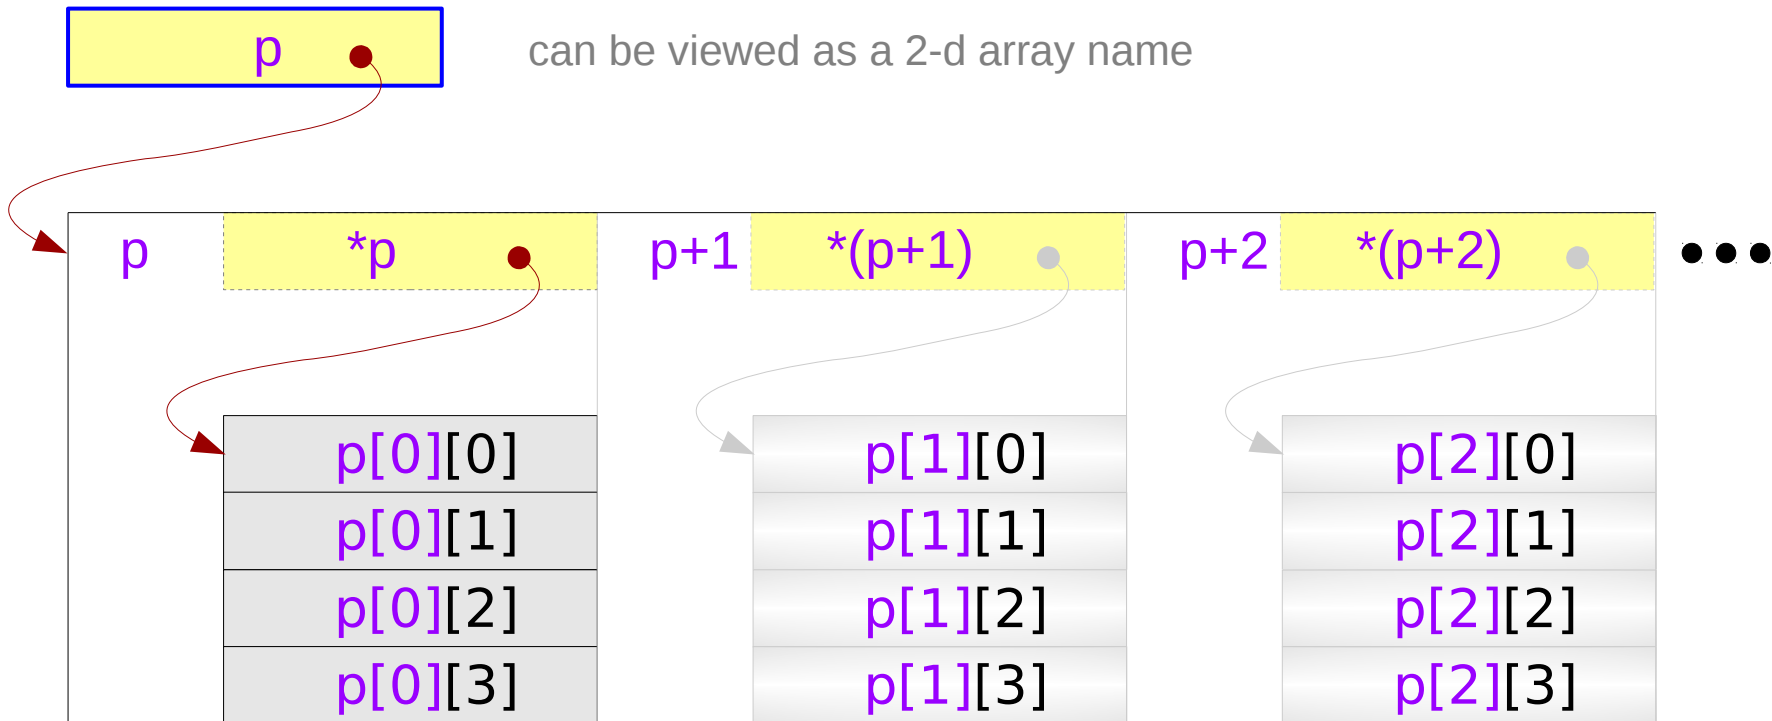 p can be viewed as a 2-d array name
p *p p+1 *(p+1) p+2 *(p+2) •••
p[0][0] p[1][0] p[2][0]
p[0][1] p[1][1] p[2][1]
p[0][2] p[1][2] p[2][2]
p[0][3] p[1][3] p[2][3]